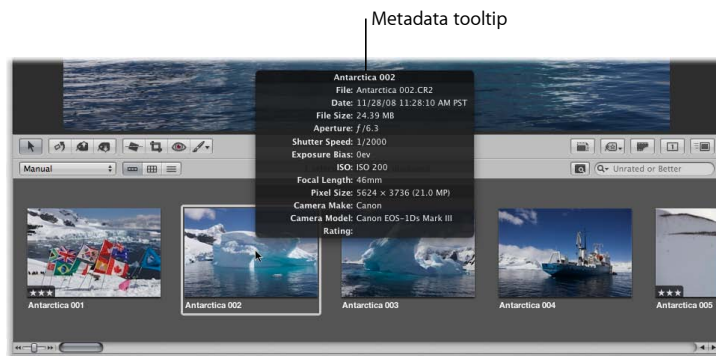 Metadata tooltip
Antarctica 002
File: Antarctica 002.CR2
Date: 11/28/08 11:28:10 AM PST
File Size: 24.39 MB
Aperture: ƒ/6.3
Shutter Speed: 1/2000
Exposure Bias: 0ev
ISO: ISO 200
Focal Length: 46mm
Pixel Size: 5624 × 3736 (21.0 MP)
Camera Make: Canon
Camera Model: Canon EOS-1Ds Mark III
Rating:
Manual
Unrated or Better
Antarctica 001
Antarctica 002
Antarctica 003
Antarctica 004
Antarctica 005